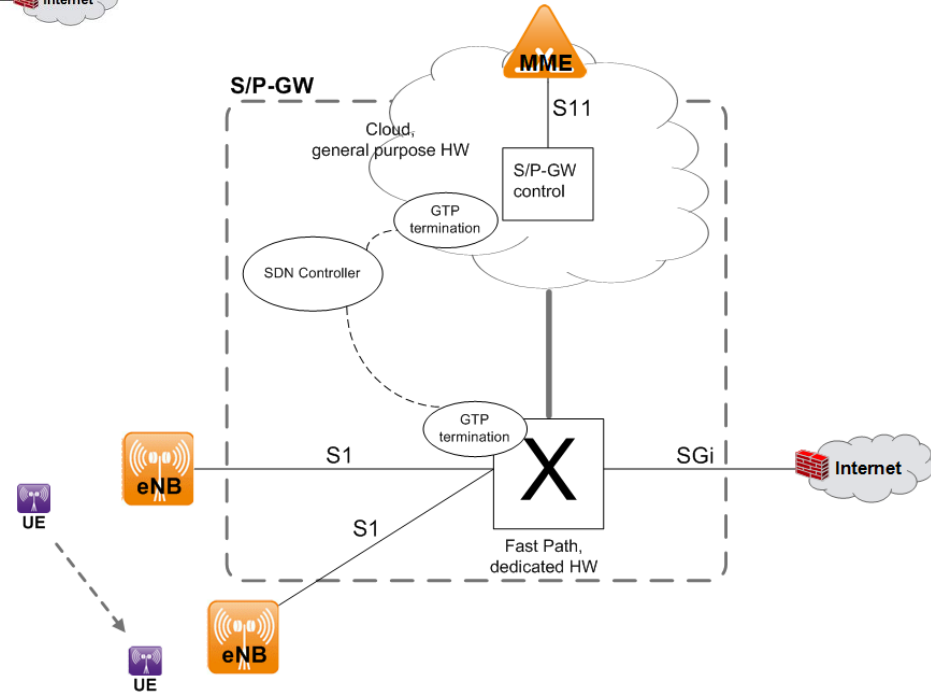 Internet
MME
S/P-GW
S11
Cloud,
general purpose HW
S/P-GW
control
GTP
termination
SDN Controller
GTP
termination
X
S1
SGi
eNB
Internet
UE
S1
Fast Path,
dedicated HW
eNB
UE